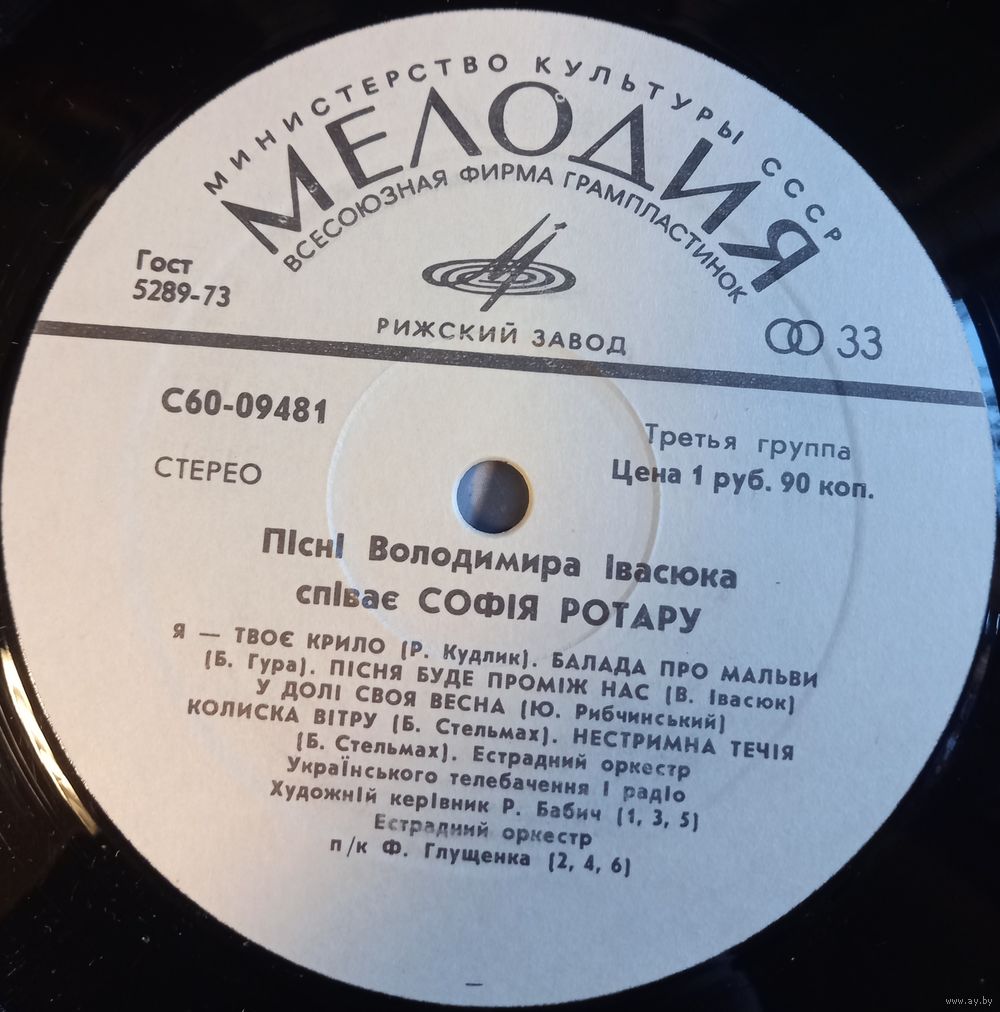 МИНИСТЕРСТВО КУЛЬТУРЫ СССР
МЕЛОДИЯ
ВСЕСОЮЗНАЯ ФИРМА ГРАМПЛАСТИНОК
Гост
5289-73
РИЖСКИЙ ЗАВОД
33
С60-09481
СТЕРЕО
Третья группа
Цена 1 руб. 90 коп.
Пісні Володимира Івасюка
співає СОФІЯ РОТАРУ
Я — ТВОЄ КРИЛО (Р. Кудлик). БАЛАДА ПРО МАЛЬВИ
(Б. Гура). ПІСНЯ БУДЕ ПРОМІЖ НАС (В. Івасюк)
У ДОЛІ СВОЯ ВЕСНА (Ю. Рибчинський)
КОЛИСКА ВІТРУ (Б. Стельмах). НЕСТРИМНА ТЕЧІЯ
(Б. Стельмах). Естрадний оркестр
Українського телебачення і радіо
Художній керівник Р. Бабич (1, 3, 5)
Естрадний оркестр
п/к Ф. Глущенка (2, 4, 6)
www.ay.by